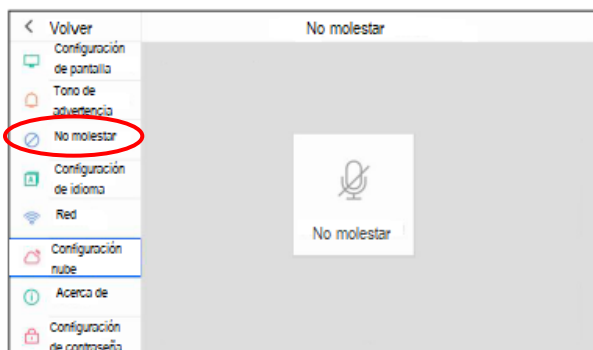 Volver
No molestar
Configuración
de pantalla
Tono de
advertencia
No molestar
Configuración
de idioma
Red
Configuración
nube
Acerca de
Configuración
de contraseña
No molestar